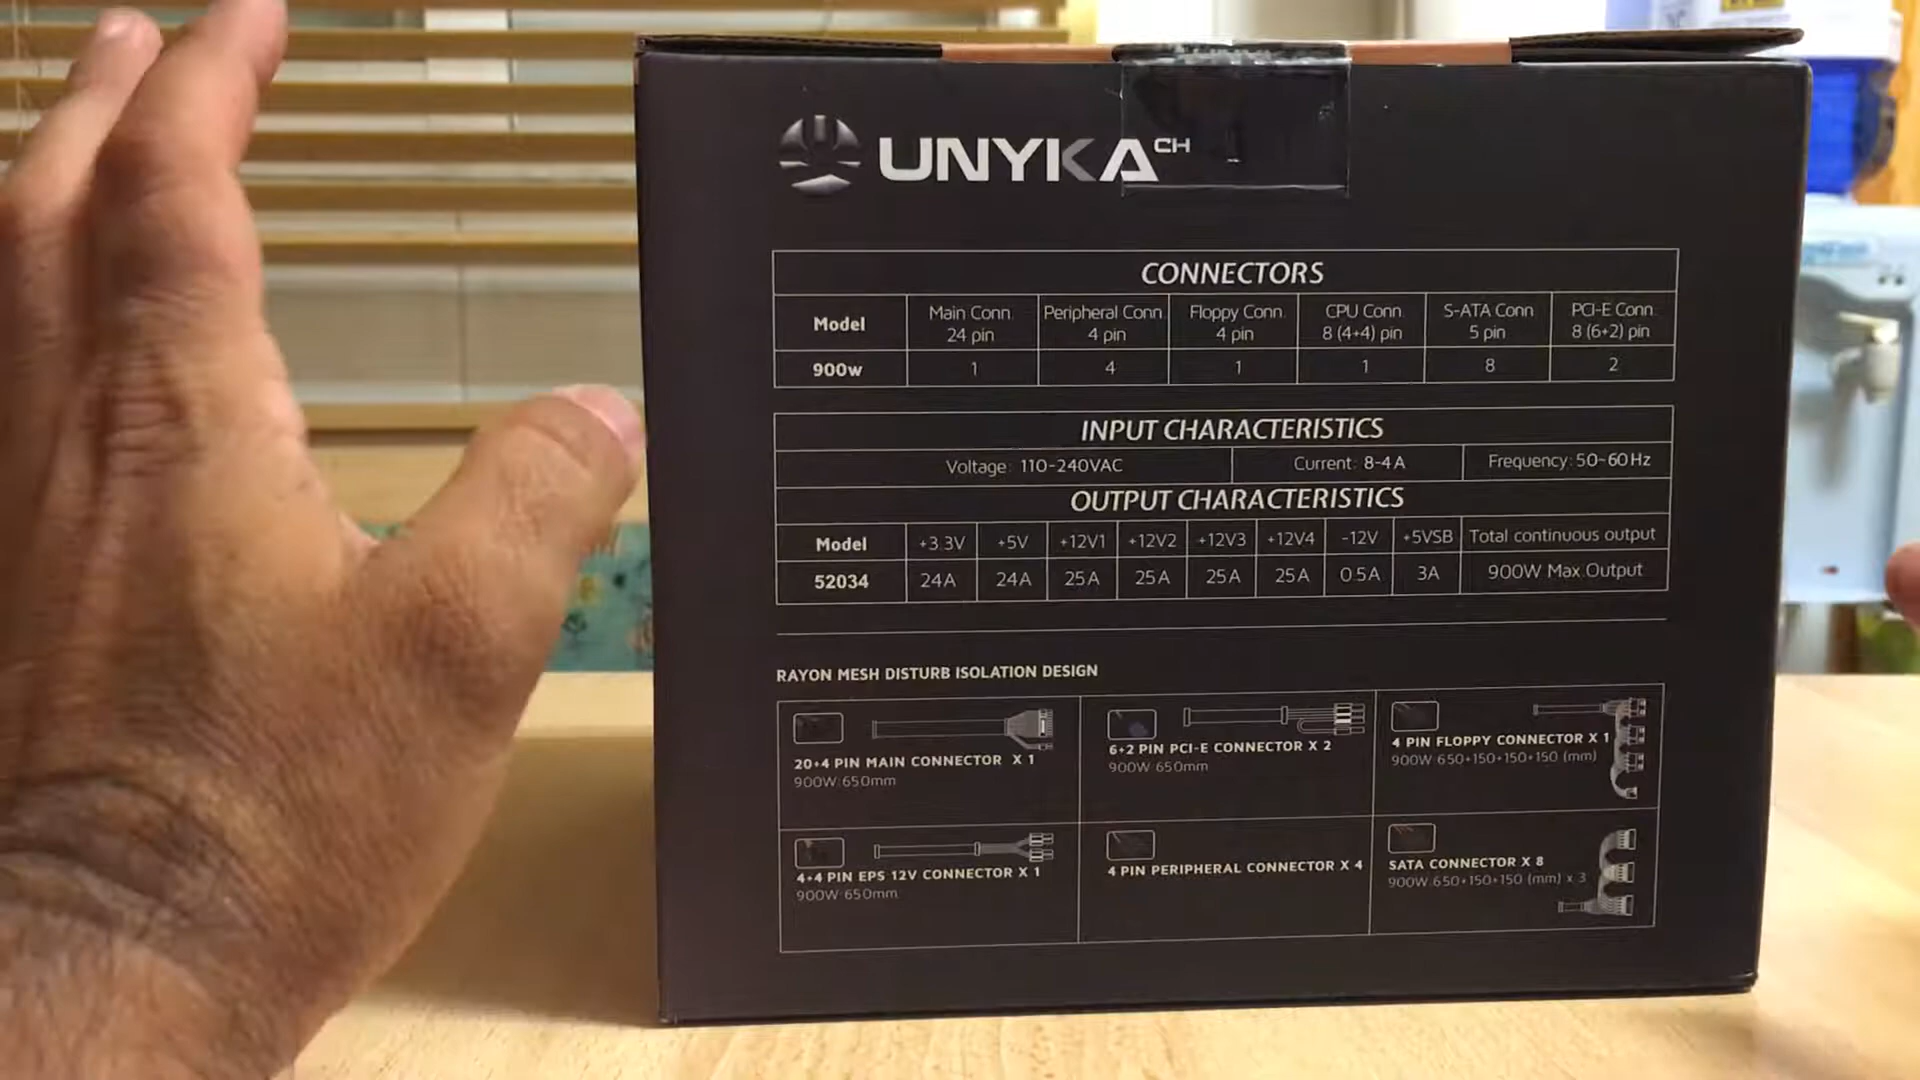 UNYKA CH
CONNECTORS
Model Main Conn. 24 pin Peripheral Conn. 4 pin Floppy Conn. 4 pin CPU Conn. 8 (4+4) pin S-ATA Conn 5 pin PCI-E Conn. 8 (6+2) pin
900w 1 4 1 1 8 2
INPUT CHARACTERISTICS
Voltage: 110-240VAC Current: 8-4A Frequency: 50~60Hz
OUTPUT CHARACTERISTICS
Model +3.3V +5V +12V1 +12V2 +12V3 +12V4 -12V +5VSB Total continuous output
52034 24A 24A 25A 25A 25A 25A 0.5A 3A 900W Max.Output
RAYON MESH DISTURB ISOLATION DESIGN
20+4 PIN MAIN CONNECTOR X 1
900W:650mm
6+2 PIN PCI-E CONNECTOR X 2
900W:650mm
4 PIN FLOPPY CONNECTOR X 1
900W:650+150+150+150 (mm)
4+4 PIN EPS 12V CONNECTOR X 1
900W:650mm
4 PIN PERIPHERAL CONNECTOR X 4
SATA CONNECTOR X 8
900W:650+150+150 (mm) x 3